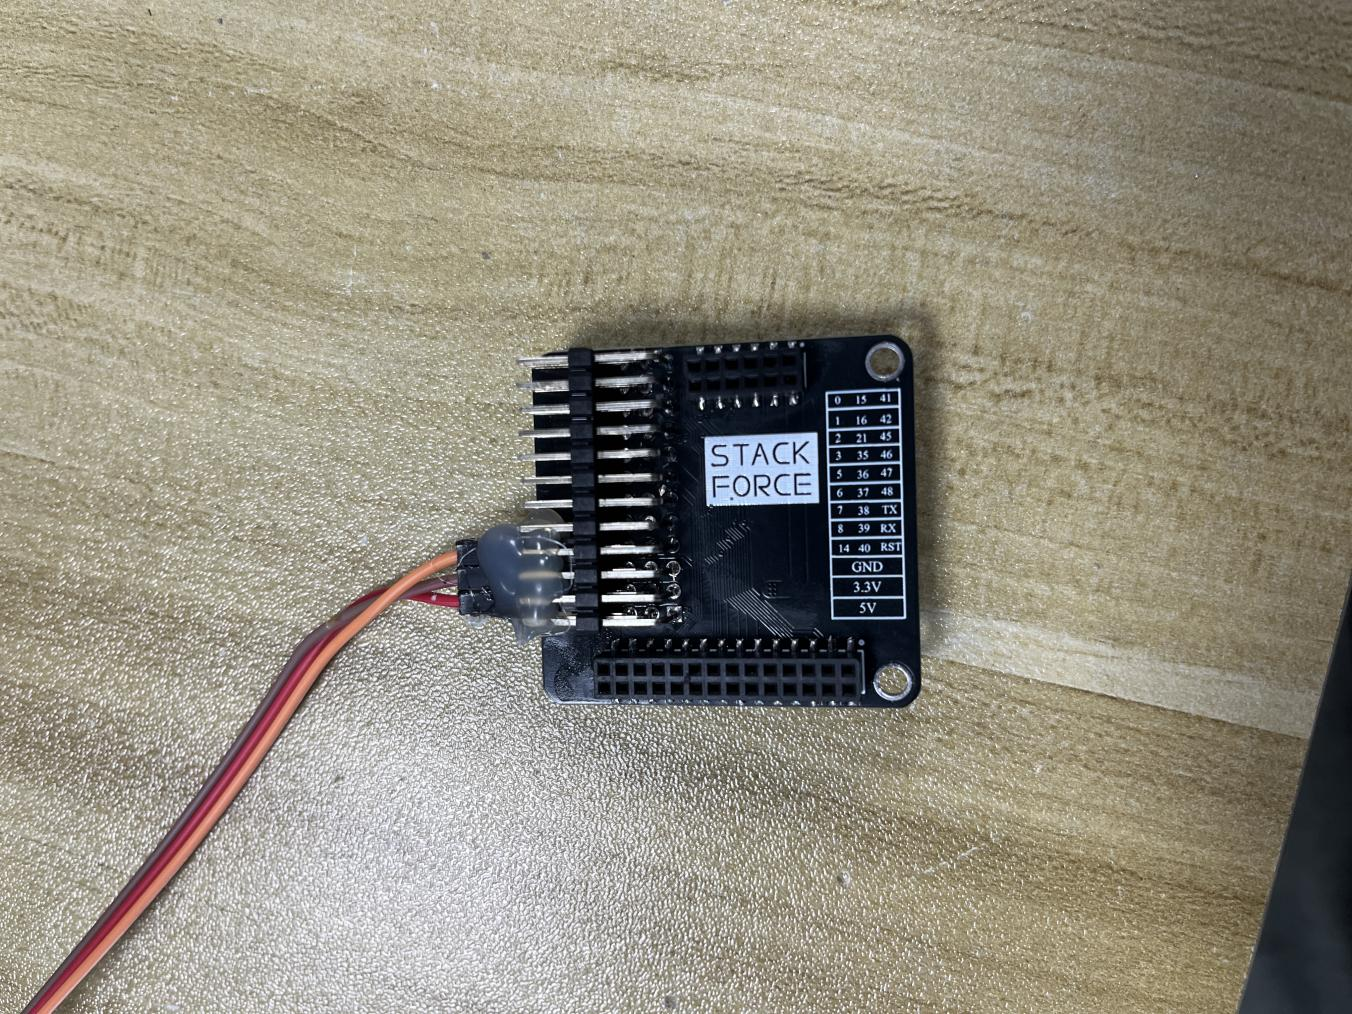 STACK
FORCE
0 15 41
1 16 42
2 21 45
3 35 46
5 36 47
6 37 48
7 38 TX
8 39 RX
14 40 RST
GND
3.3V
5V